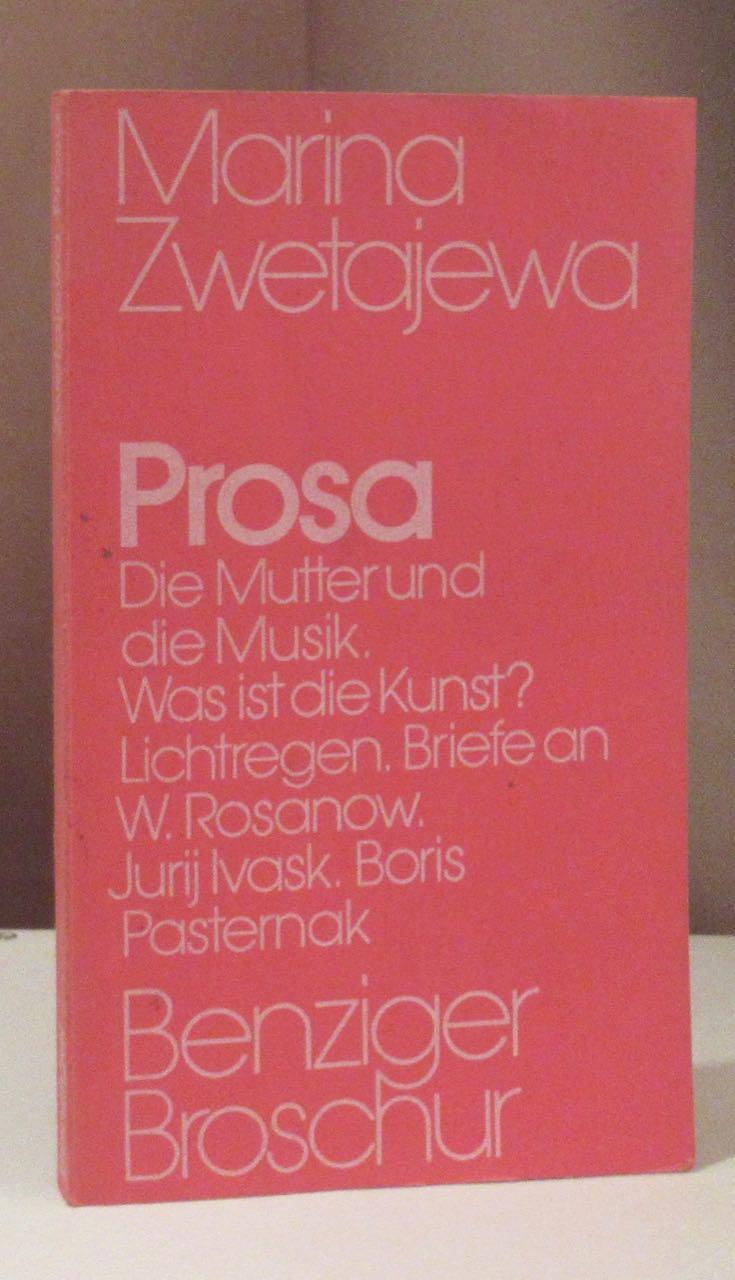 Marina
Zwetajewa
Prosa
Die Mutter und
die Musik.
Was ist die Kunst?
Lichtregen. Briefe an
W. Rosanow.
Jurij Ivask. Boris
Pasternak
Benziger
Broschur